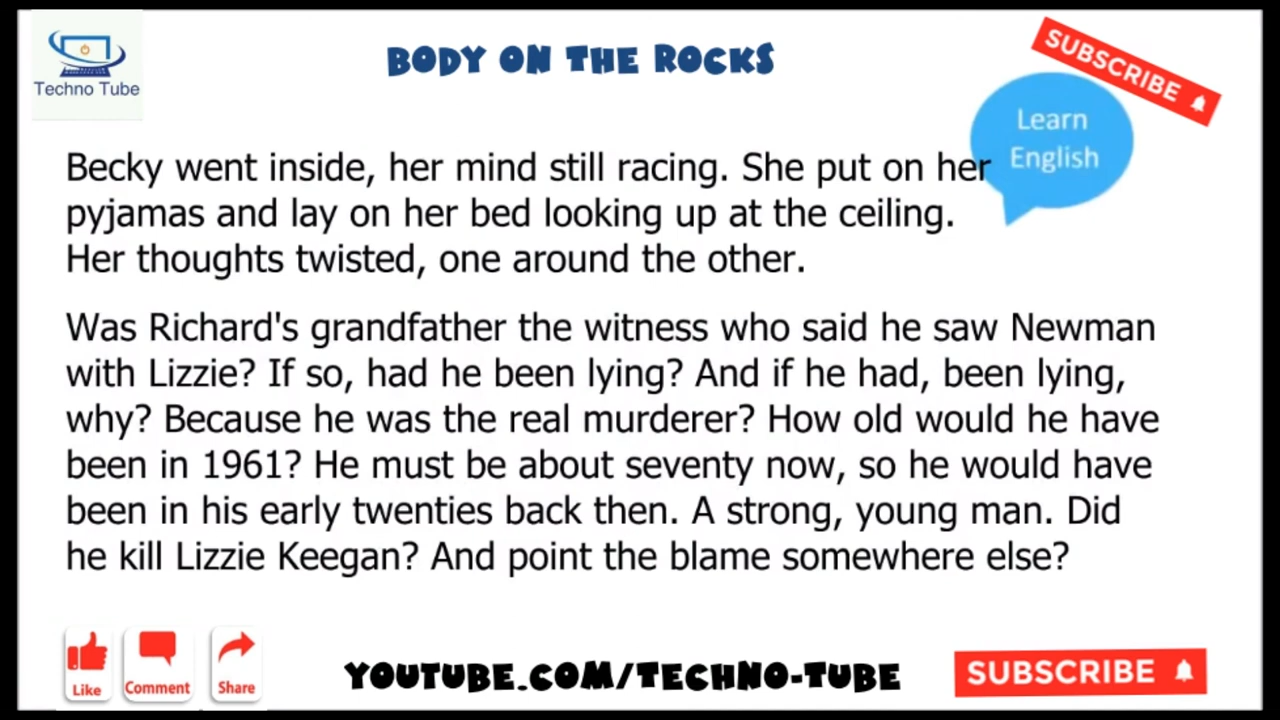 BODY ON THE ROCKS
SUBSCRIBE
Techno Tube
Learn
English
Becky went inside, her mind still racing. She put on her
pyjamas and lay on her bed looking up at the ceiling.
Her thoughts twisted, one around the other.
Was Richard's grandfather the witness who said he saw Newman
with Lizzie? If so, had he been lying? And if he had, been lying,
why? Because he was the real murderer? How old would he have
been in 1961? He must be about seventy now, so he would have
been in his early twenties back then. A strong, young man. Did
he kill Lizzie Keegan? And point the blame somewhere else?
Like
Comment
Share
YOUTUBE.COM/TECHNO-TUBE
SUBSCRIBE